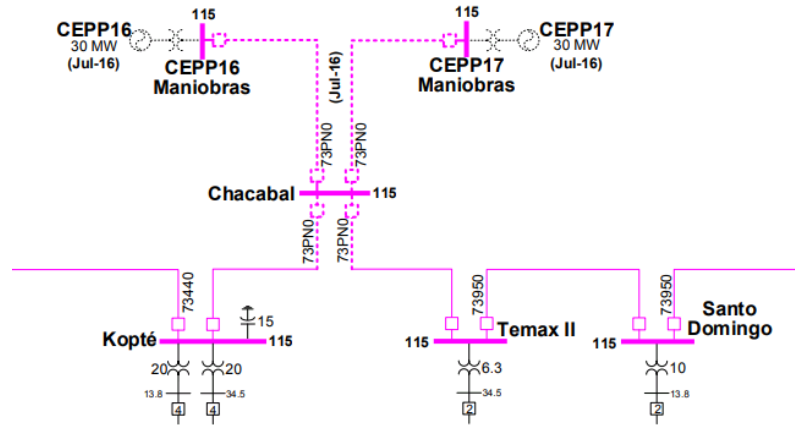 115
CEPP16
30 MW
(Jul-16)
CEPP16
Maniobras
115
CEPP17
30 MW
(Jul-16)
CEPP17
Maniobras
(Jul-16)
73PN0
73PN0
Chacabal
115
73PN0
73PN0
73440
73950
73950
15
Kopté
115
115
Temax II
Santo
Domingo
115
20
20
6.3
10
13.8
34.5
34.5
13.8
4
4
2
2